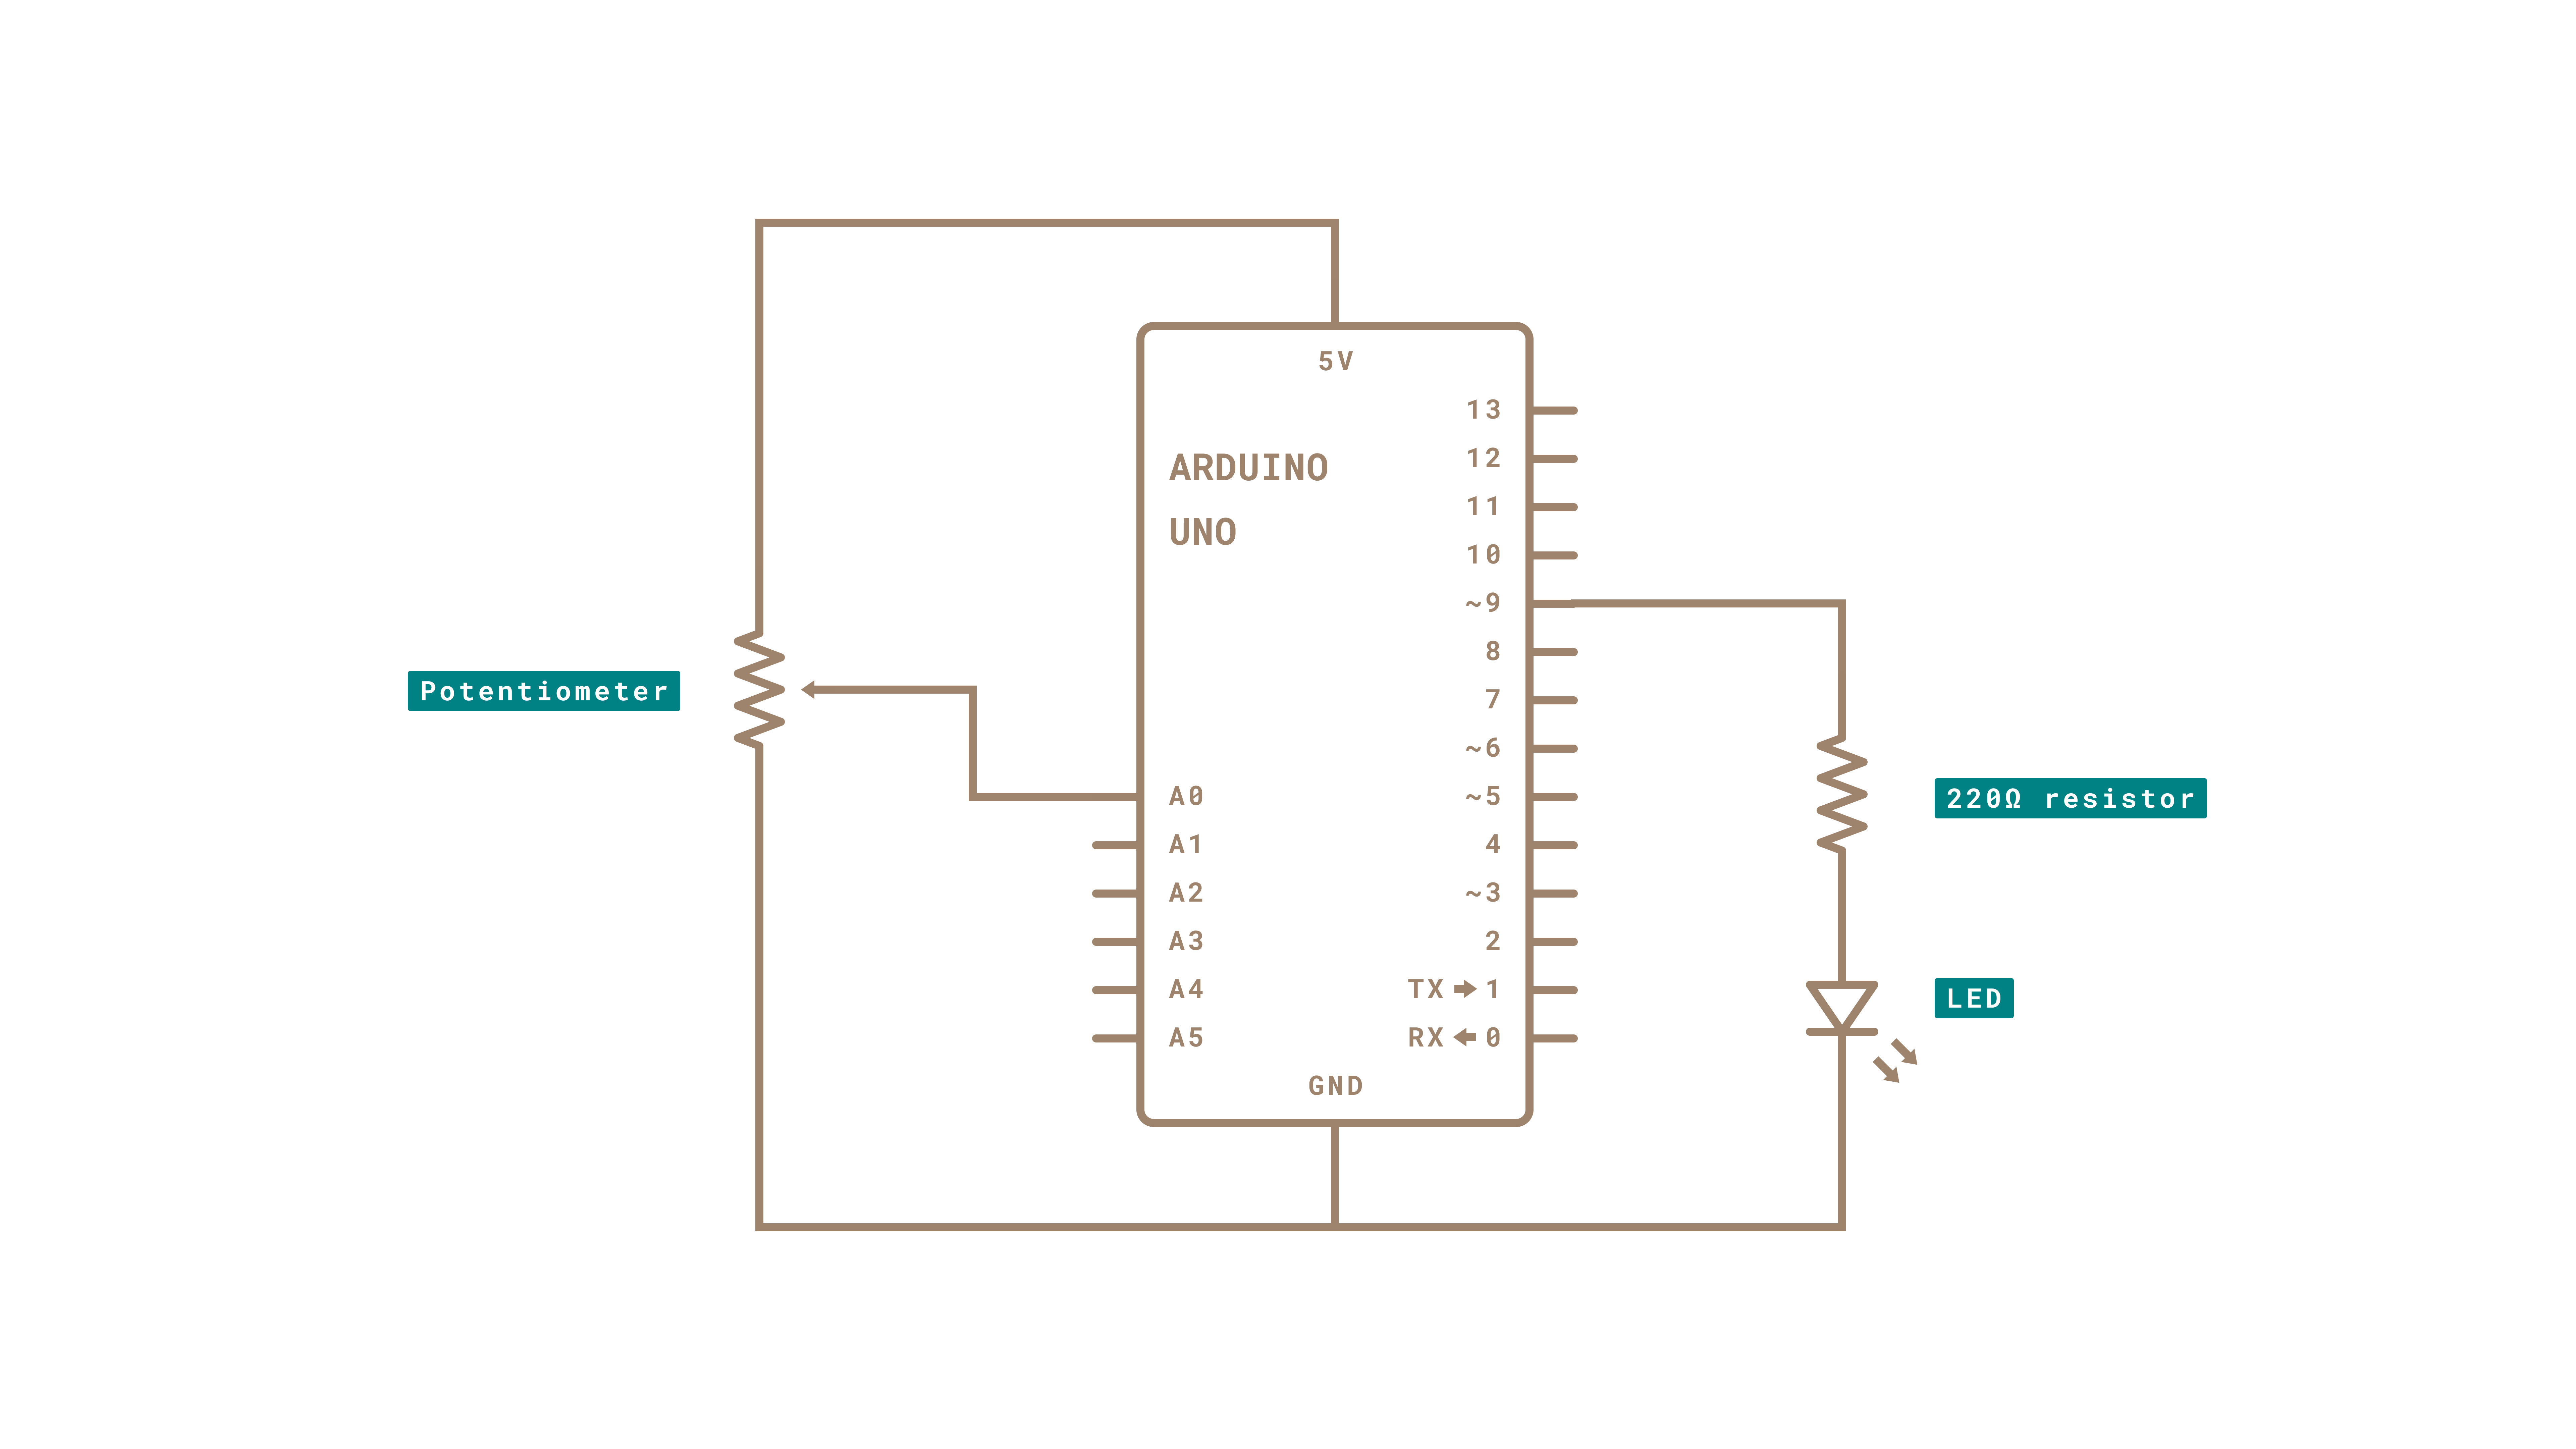 5V
13
12
ARDUINO
11
UNO
10
~9
8
Potentiometer
7
~6
A0
~5
220Ω resistor
A1
4
A2
~3
A3
2
A4
TX → 1
LED
A5
RX ← 0
GND